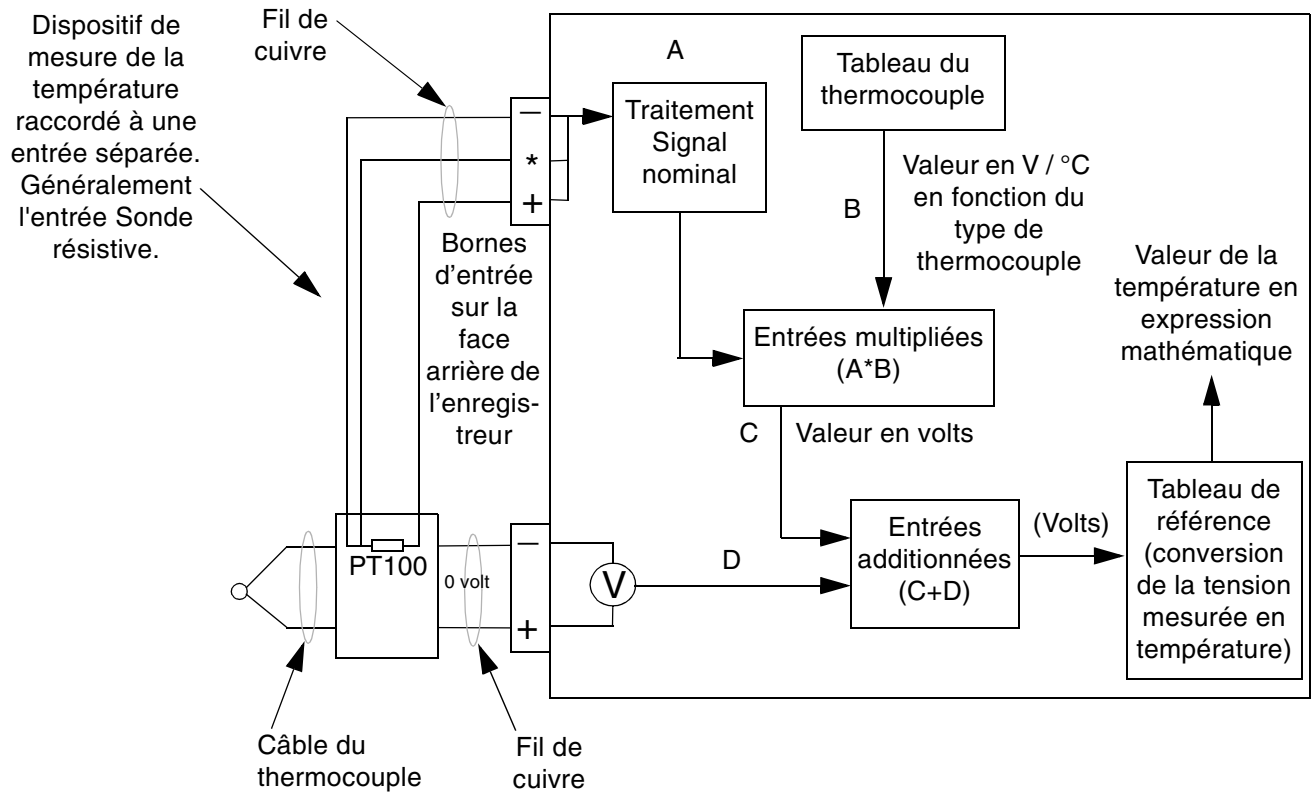 Dispositif de
mesure de la
température
raccordé à une
entrée séparée.
Généralement
l'entrée Sonde
résistive.
Fil de
cuivre
–
*
+
Bornes
d'entrée
sur la
face
arrière de
l'enregis-
treur
A
Traitement
Signal
nominal
Tableau du
thermocouple
B
Valeur en V / °C
en fonction du
type de
thermocouple
Entrées multipliées
(A*B)
C
Valeur en volts
Valeur de la
température en
expression
mathématique
PT100
0 volt
–
+
V
D
Entrées
additionnées
(C+D)
(Volts)
Tableau de
référence
(conversion
de la tension
mesurée en
température)
Câble du
thermocouple
Fil de
cuivre